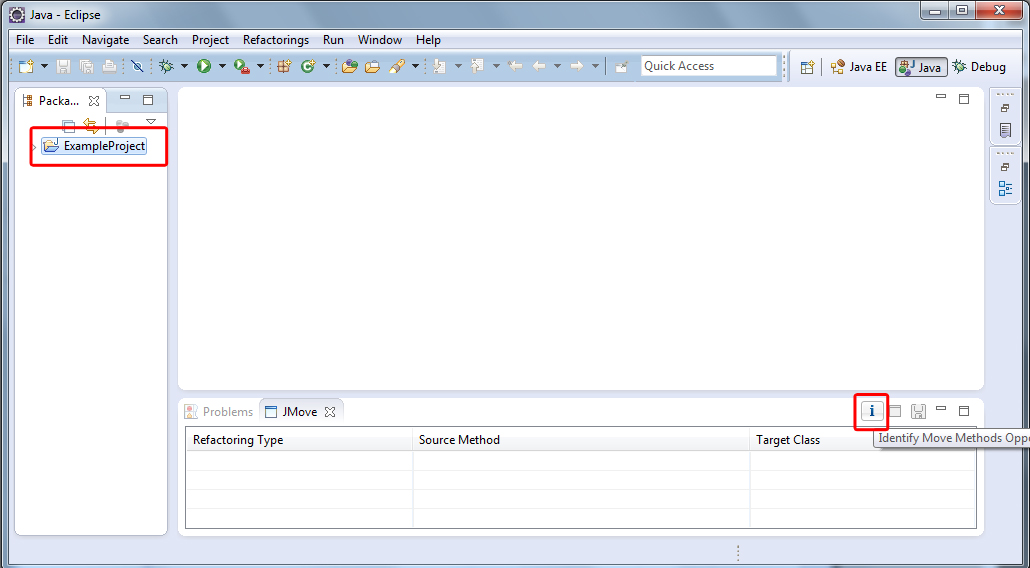 Java - Eclipse
File Edit Navigate Search Project Refactorings Run Window Help
Quick Access Java EE Java Debug
Packa...
ExampleProject
Problems JMove
i
Refactoring Type Source Method Target Class
Identify Move Methods Oppo